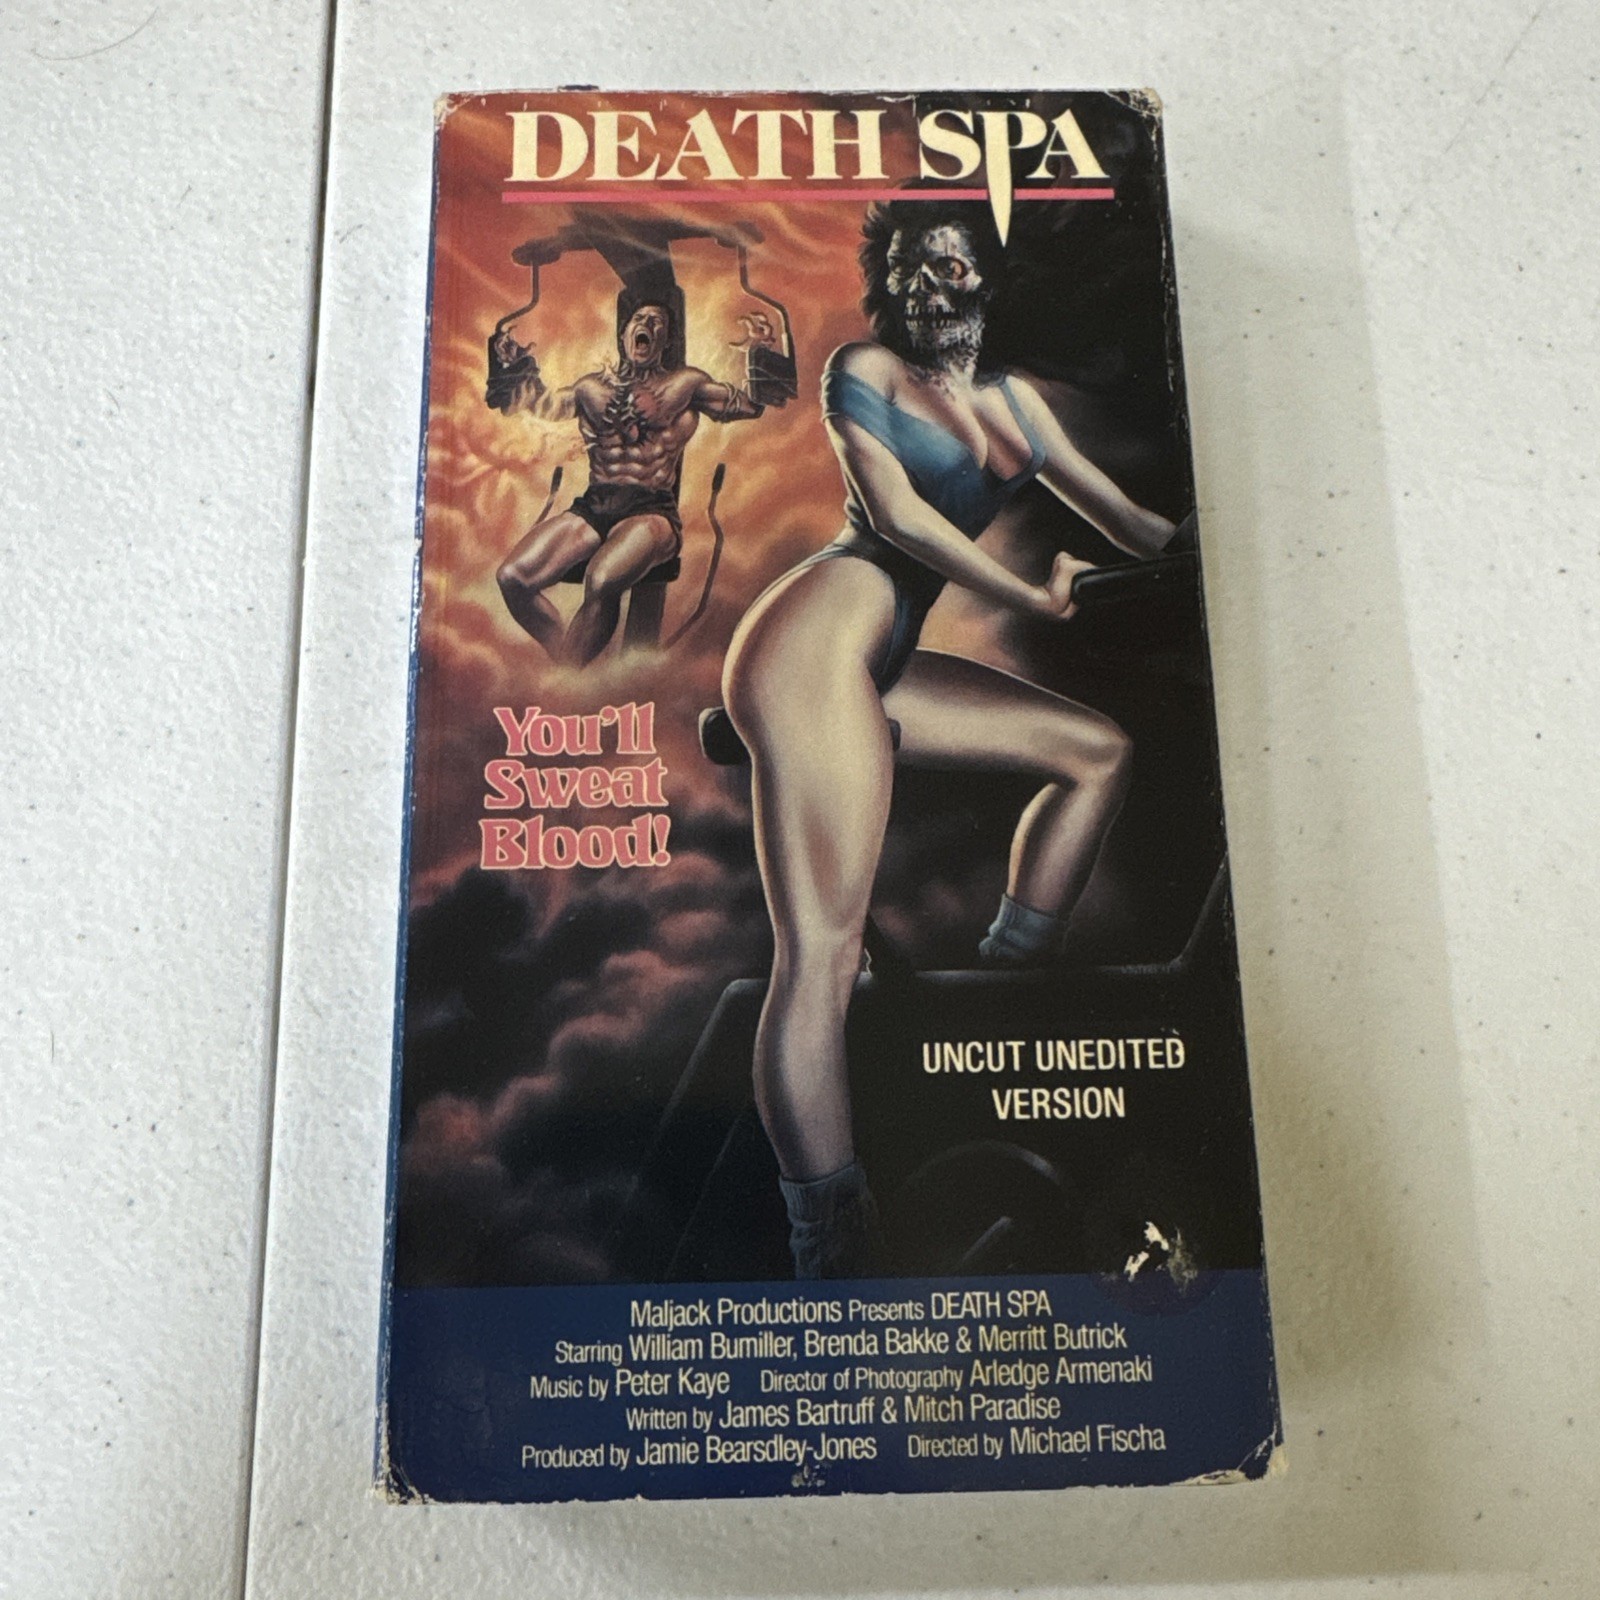 DEATH SPA
You'll
Sweat
Blood!
UNCUT UNEDITED
VERSION
Maljack Productions Presents DEATH SPA
Starring William Bumiller, Brenda Bakke & Merritt Butrick
Music by Peter Kaye Director of Photography Arledge Armenaki
Written by James Bartruff & Mitch Paradise
Produced by Jamie Bearsdley-Jones Directed by Michael Fischa